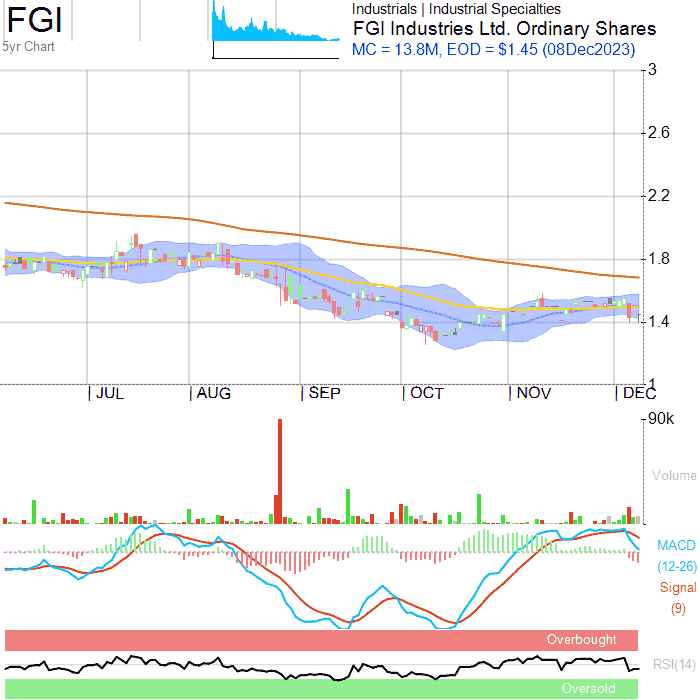 FGI
5yr Chart
Industrials | Industrial Specialties
FGI Industries Ltd. Ordinary Shares
MC = 13.8M, EOD = $1.45 (08Dec2023)
3
2.6
2.2
1.8
1.4
1
JUL AUG SEP OCT NOV DEC
90k
Volume
MACD
(12-26)
Signal
(9)
Overbought
RSI(14)
Oversold